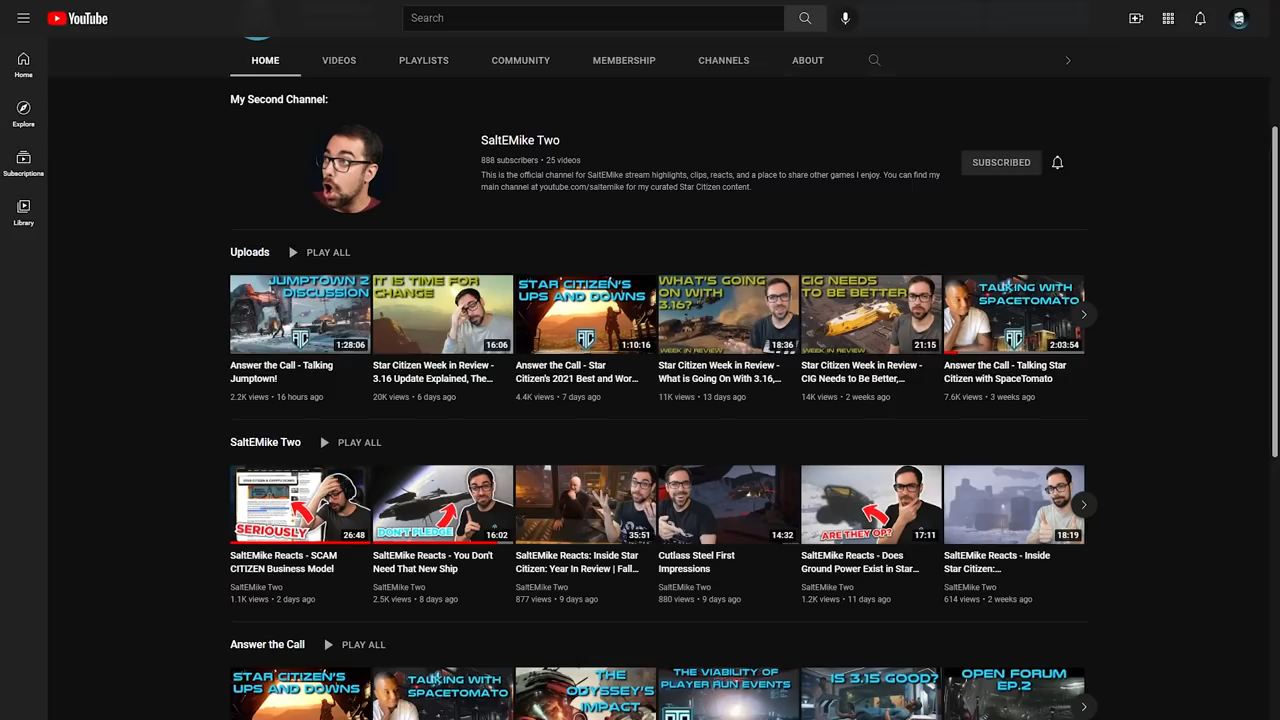 YouTube
Search
Home
Explore
Subscriptions
Library
HOME
VIDEOS
PLAYLISTS
COMMUNITY
MEMBERSHIP
CHANNELS
ABOUT
My Second Channel:
SaltEMike Two
888 subscribers • 25 videos
This is the official channel for SaltEMike stream highlights, clips, reacts, and a place to share other games I enjoy. You can find my
main channel at youtube.com/saltemike for my curated Star Citizen content.
SUBSCRIBED
Uploads
PLAY ALL
JUMPTOWN 2
DISCUSSION
ATC
1:28:06
Answer the Call - Talking
Jumptown!
2.2K views • 16 hours ago
IT IS TIME FOR
CHANGE
16:06
Star Citizen Week in Review -
3.16 Update Explained, The...
20K views • 6 days ago
STAR CITIZEN'S
UPS AND DOWNS
ATC
1:10:16
Answer the Call - Star
Citizen's 2021 Best and Wor...
4.4K views • 7 days ago
WHAT'S GOING
ON WITH
3.16?
WEEK IN REVIEW
18:36
Star Citizen Week in Review -
What is Going On With 3.16,...
11K views • 13 days ago
CIG NEEDS
TO BE BETTER
WEEK IN REVIEW
21:15
Star Citizen Week in Review -
CIG Needs to Be Better,...
14K views • 2 weeks ago
TALKING WITH
SPACETOMATO
ATC
2:03:54
Answer the Call - Talking Star
Citizen with SpaceTomato
7.6K views • 3 weeks ago
SaltEMike Two
PLAY ALL
SERIOUSLY
26:48
SaltEMike Reacts - SCAM
CITIZEN Business Model
SaltEMike Two
1.1K views • 2 days ago
DON'T PLEDGE
16:02
SaltEMike Reacts - You Don't
Need That New Ship
SaltEMike Two
2.5K views • 8 days ago
35:51
SaltEMike Reacts: Inside Star
Citizen: Year In Review | Fall...
SaltEMike Two
877 views • 9 days ago
14:32
Cutlass Steel First
Impressions
SaltEMike Two
880 views • 9 days ago
ARE THEY OP?
17:11
SaltEMike Reacts - Does
Ground Power Exist in Star...
SaltEMike Two
1.2K views • 11 days ago
18:19
SaltEMike Reacts - Inside
Star Citizen:...
SaltEMike Two
614 views • 2 weeks ago
Answer the Call
PLAY ALL
STAR CITIZEN'S
UPS AND DOWNS
TALKING WITH
SPACETOMATO
THE
ODYSSEY'S
IMPACT
THE VIABILITY OF
PLAYER RUN EVENTS
IS 3.15 GOOD?
OPEN FORUM
EP.2